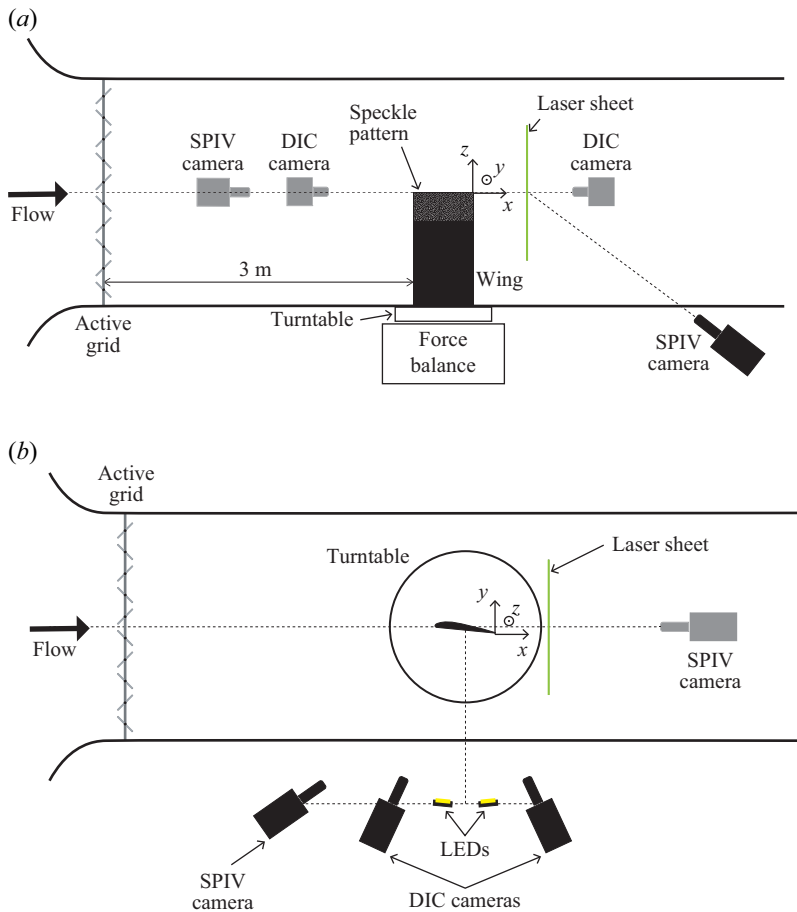 (a)
Speckle
pattern
Laser sheet
SPIV
camera
DIC
camera
DIC
camera
z
y
x
Flow
3 m
Wing
Turntable
Active
grid
Force
balance
SPIV
camera
(b)
Active
grid
Laser sheet
Turntable
y
z
x
Flow
SPIV
camera
LEDs
SPIV
camera
DIC cameras